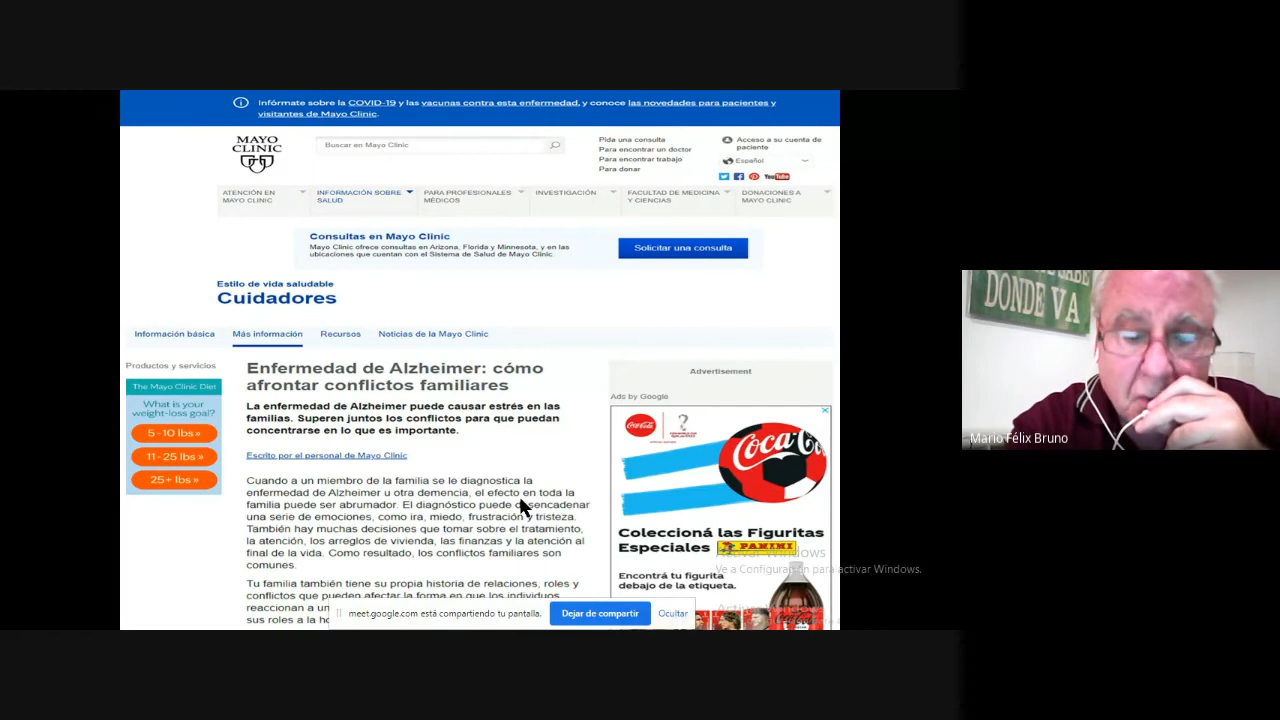 Infórmate sobre la COVID-19 y las vacunas contra esta enfermedad, y conoce las novedades para pacientes y
visitantes de Mayo Clinic.
MAYO
CLINIC
Buscar en Mayo Clinic
Pida una consulta
Para encontrar un doctor
Para encontrar trabajo
Para donar
Acceso a su cuenta de
paciente
Español
YouTube
ATENCIÓN EN
MAYO CLINIC
INFORMACIÓN SOBRE
SALUD
PARA PROFESIONALES
MÉDICOS
INVESTIGACIÓN
FACULTAD DE MEDICINA
Y CIENCIAS
DONACIONES A
MAYO CLINIC
Consultas en Mayo Clinic
Mayo Clinic ofrece consultas en Arizona, Florida y Minnesota, y en las
ubicaciones que cuentan con el Sistema de Salud de Mayo Clinic.
Solicitar una consulta
Estilo de vida saludable
Cuidadores
Información básica
Más información
Recursos
Noticias de la Mayo Clinic
Productos y servicios
The Mayo Clinic Diet
What is your
weight-loss goal?
5-10 lbs »
11-25 lbs »
25+ lbs »
Enfermedad de Alzheimer: cómo
afrontar conflictos familiares
La enfermedad de Alzheimer puede causar estrés en las
familias. Superen juntos los conflictos para que puedan
concentrarse en lo que es importante.
Escrito por el personal de Mayo Clinic
Cuando a un miembro de la familia se le diagnostica la
enfermedad de Alzheimer u otra demencia, el efecto en toda la
familia puede ser abrumador. El diagnóstico puede desencadenar
una serie de emociones, como ira, miedo, frustración y tristeza.
También hay muchas decisiones que tomar sobre el tratamiento,
la atención, los arreglos de vivienda, las finanzas y la atención al
final de la vida. Como resultado, los conflictos familiares son
comunes.
Tu familia también tiene su propia historia de relaciones, roles y
conflictos que pueden afectar la forma en que los individuos
reaccionan a un
sus roles a la ho
Advertisement
Ads by Google
Coca-Cola
Coca-Cola
Coleccioná las Figuritas
Especiales PANINI
Encontrá tu figurita
debajo de la etiqueta.
Activar Windows
Ve a Configuración para activar Windows.
meet.google.com está compartiendo tu pantalla.
Dejar de compartir
Ocultar
DONDE VA
Mario Félix Bruno